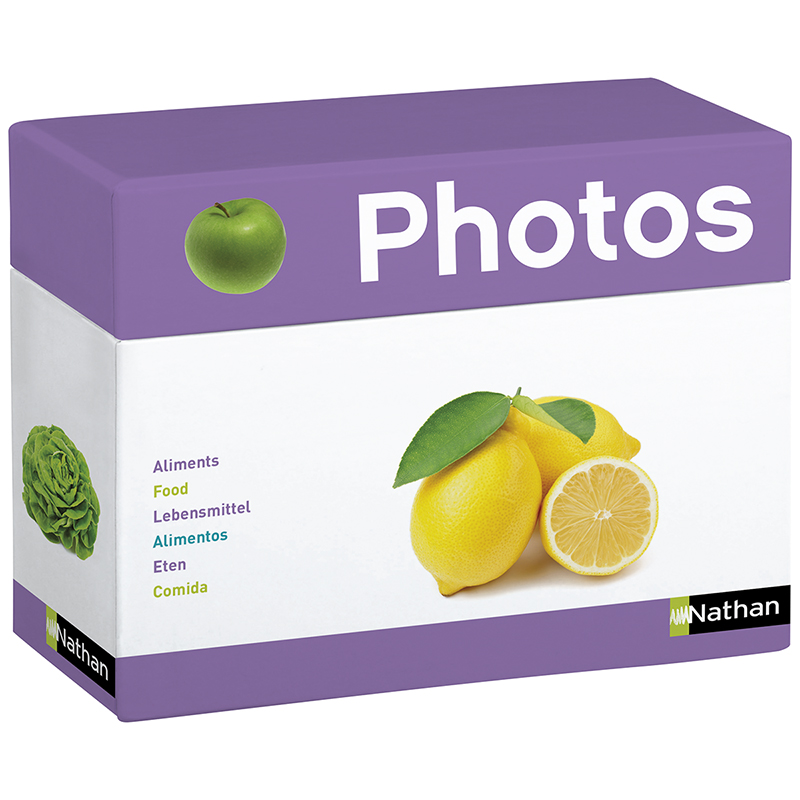 Photos
Aliments
Food
Lebensmittel
Alimentos
Eten
Comida
Nathan
Nathan